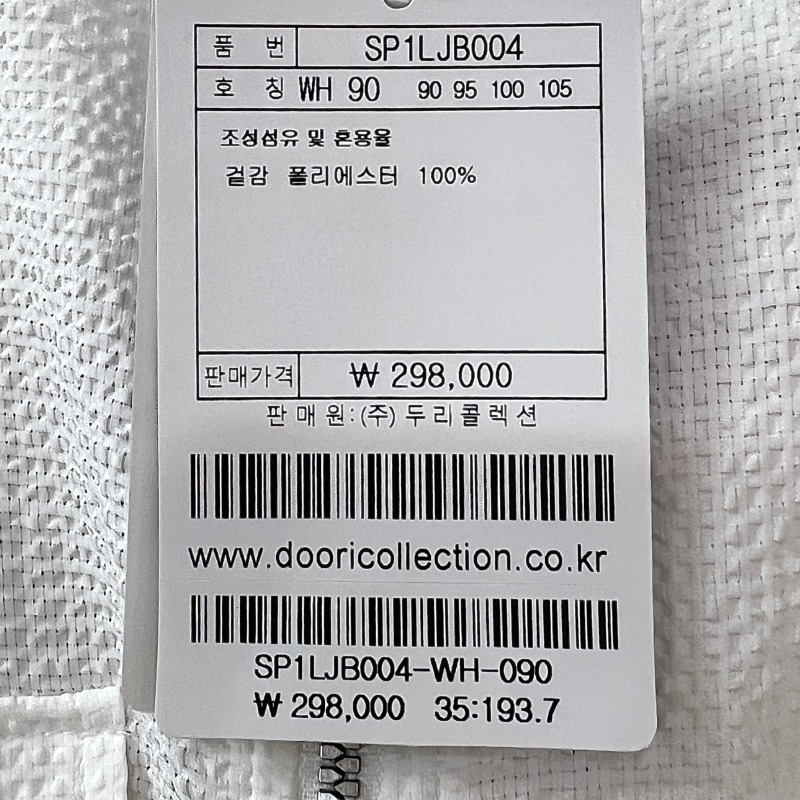 품 번 SP1LJB004
호 칭 WH 90 90 95 100 105
조성섬유 및 혼용율
겉감 폴리에스터 100%
판매가격 ₩ 298,000
판 매 원:(주) 두 리 콜 렉 션
www.dooricollection.co.kr
SP1LJB004-WH-090
₩ 298,000 35:193.7